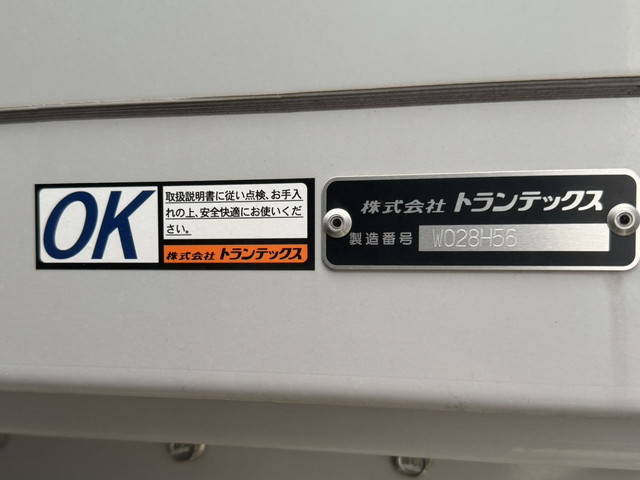 OK
取扱説明書に従い点検、お手入
れの上、安全快適にお使いくだ
さい。
株式会社 トランテックス
株式会社 トランテックス
製造番号 W028H56